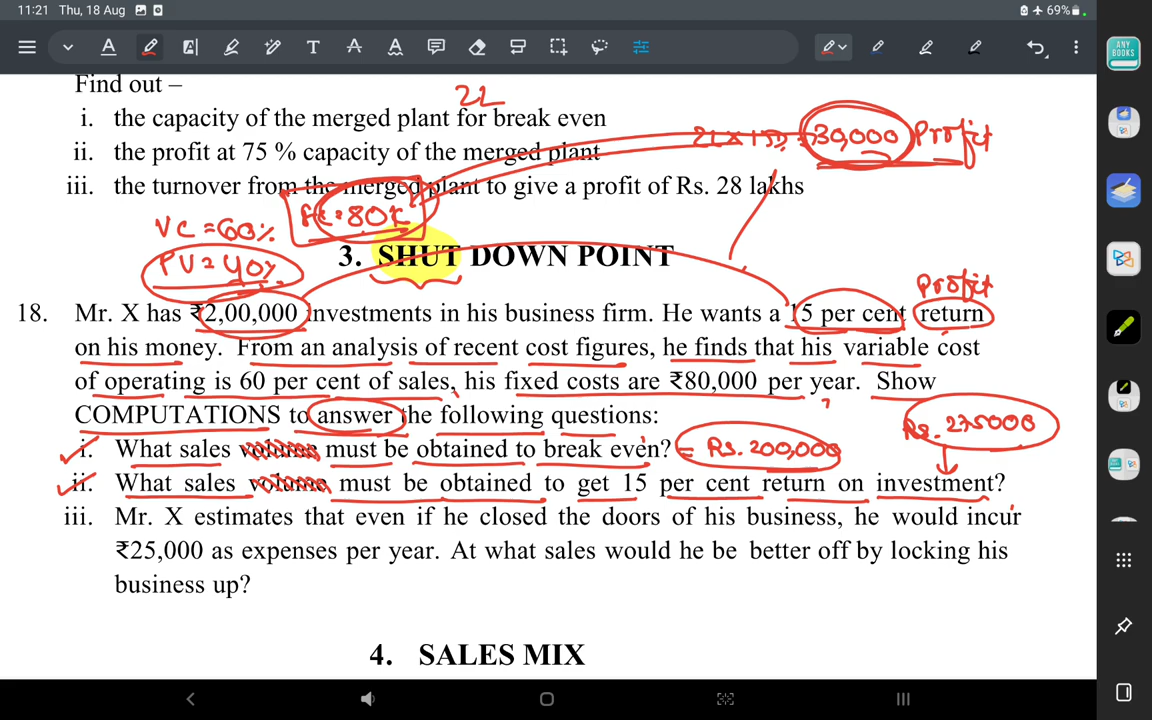 11:21 Thu, 18 Aug 69%
T
ANY BOOKS
Find out –
2L
i. the capacity of the merged plant for break even
2L x 15% = 30,000 Profit
ii. the profit at 75 % capacity of the merged plant
iii. the turnover from the merged plant to give a profit of Rs. 28 lakhs
FC = 80K
VC = 60%
PV = 40%
3. SHUT DOWN POINT
Profit
18. Mr. X has ₹2,00,000 investments in his business firm. He wants a 15 per cent return
on his money. From an analysis of recent cost figures, he finds that his variable cost
of operating is 60 per cent of sales, his fixed costs are ₹80,000 per year. Show
COMPUTATIONS to answer the following questions:
Rs. 275000
i. What sales volume must be obtained to break even? = Rs. 200,000
ii. What sales volume must be obtained to get 15 per cent return on investment?
iii. Mr. X estimates that even if he closed the doors of his business, he would incur
₹25,000 as expenses per year. At what sales would he be better off by locking his
business up?
4. SALES MIX